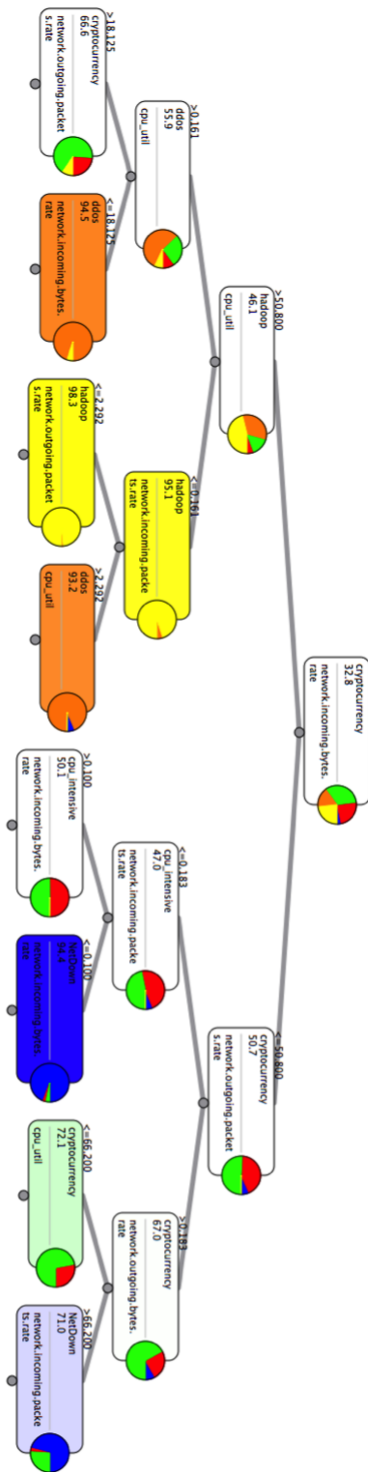 cryptocurrency
32.8
network.incoming.bytes.
rate
>50.800
hadoop
46.1
cpu_util
<=50.800
cryptocurrency
50.7
network.outgoing.packet
s.rate
>0.161
ddos
55.9
cpu_util
<=0.161
hadoop
95.1
network.incoming.packe
ts.rate
<=0.183
cpu_intensive
47.0
network.incoming.packe
ts.rate
>0.183
cryptocurrency
67.0
network.outgoing.bytes.
rate
>18.125
cryptocurrency
66.6
network.outgoing.packet
s.rate
<=18.125
ddos
94.5
network.incoming.bytes.
rate
<=2.292
hadoop
98.3
network.outgoing.packet
s.rate
>2.292
ddos
93.2
cpu_util
>0.100
cpu_intensive
50.1
network.incoming.bytes.
rate
<=0.100
NetDown
94.4
network.incoming.bytes.
rate
<=66.200
cryptocurrency
72.1
cpu_util
>66.200
NetDown
71.0
network.incoming.packe
ts.rate